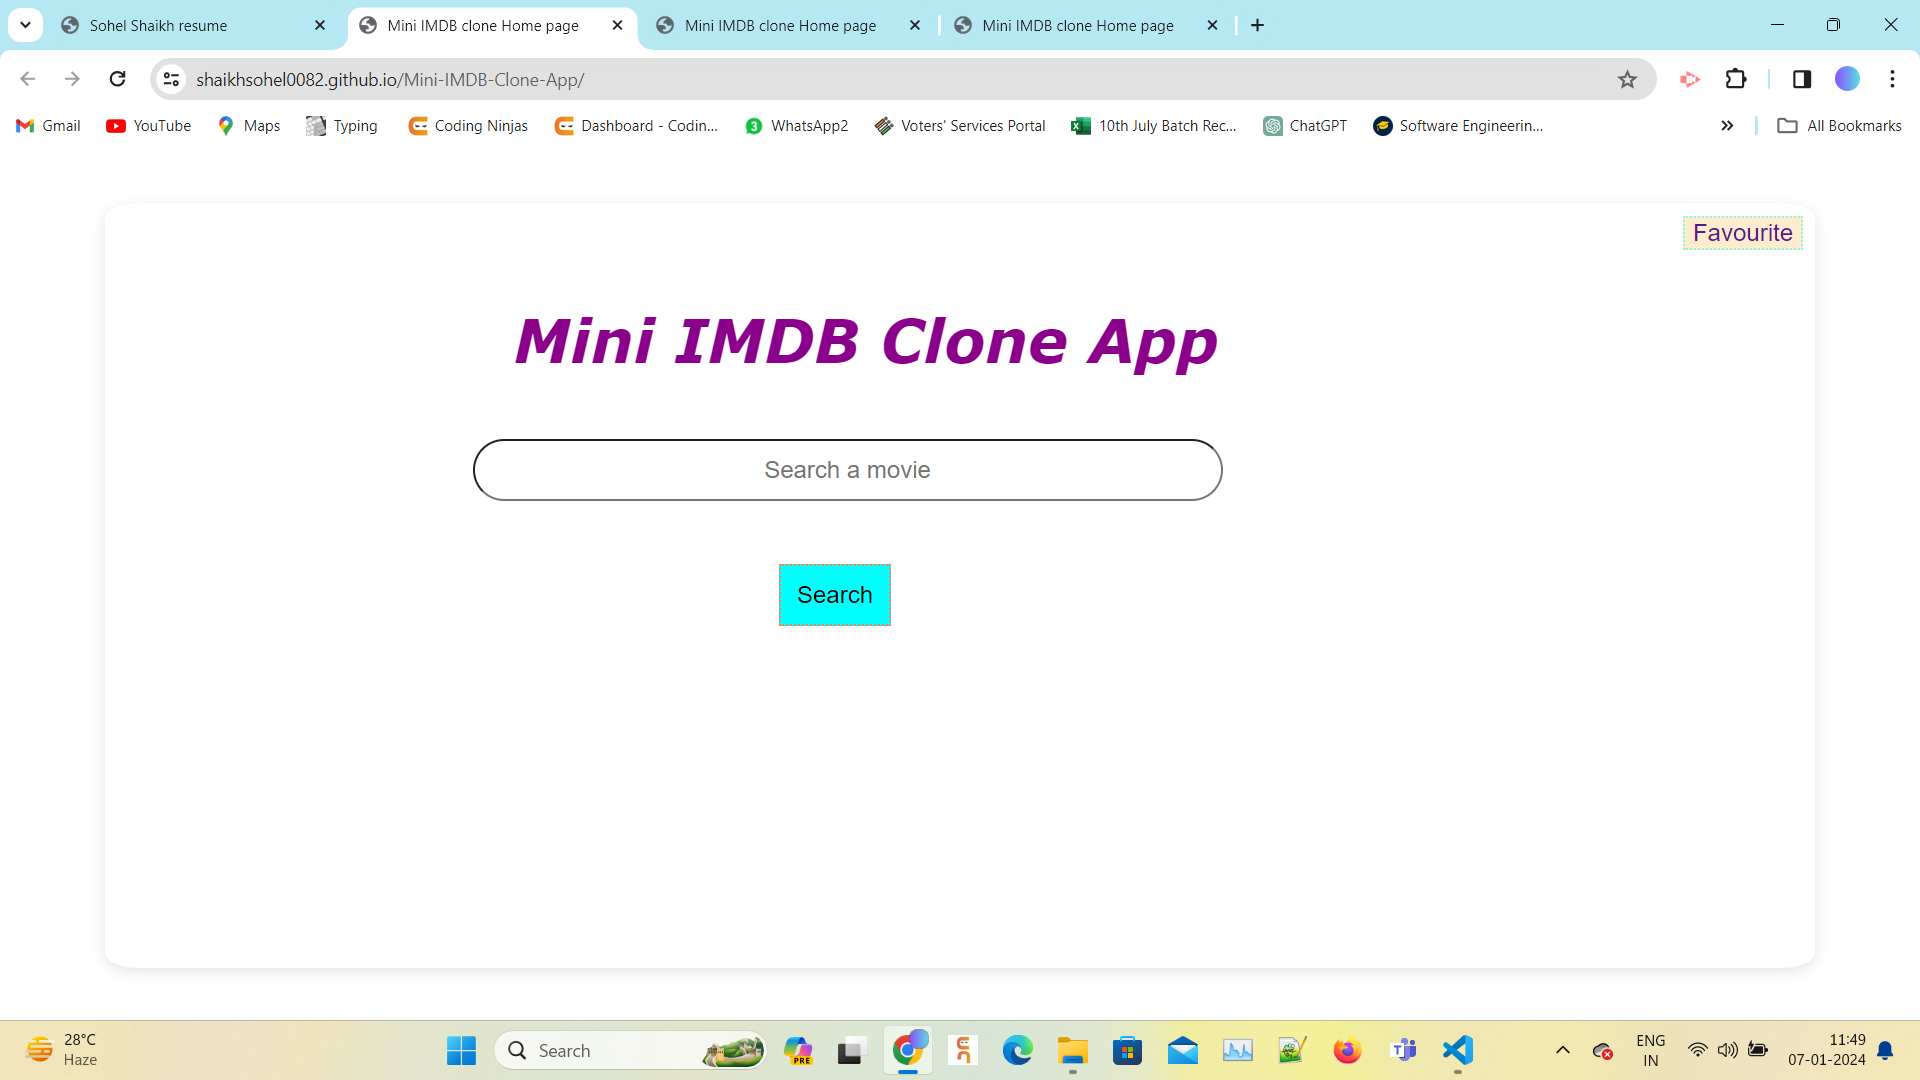 Sohel Shaikh resume
Mini IMDB clone Home page
Mini IMDB clone Home page
Mini IMDB clone Home page
shaikhsohel0082.github.io/Mini-IMDB-Clone-App/
Gmail
YouTube
Maps
Typing
Coding Ninjas
Dashboard - Codin...
3
WhatsApp2
Voters' Services Portal
10th July Batch Rec...
ChatGPT
Software Engineerin...
All Bookmarks
Favourite
Mini IMDB Clone App
Search a movie
Search
28°C
Haze
Search
PRE
ENG
IN
11:49
07-01-2024